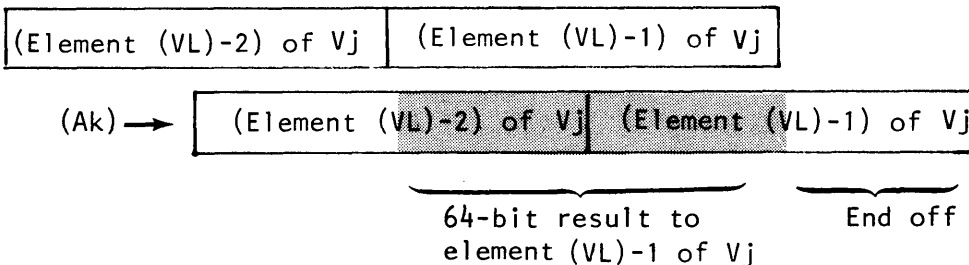 (Element (VL)-2) of Vj (Element (VL)-1) of Vj
(Ak) (Element (VL)-2) of Vj (Element (VL)-1) of Vj
64-bit result to End off
element (VL)-1 of Vj